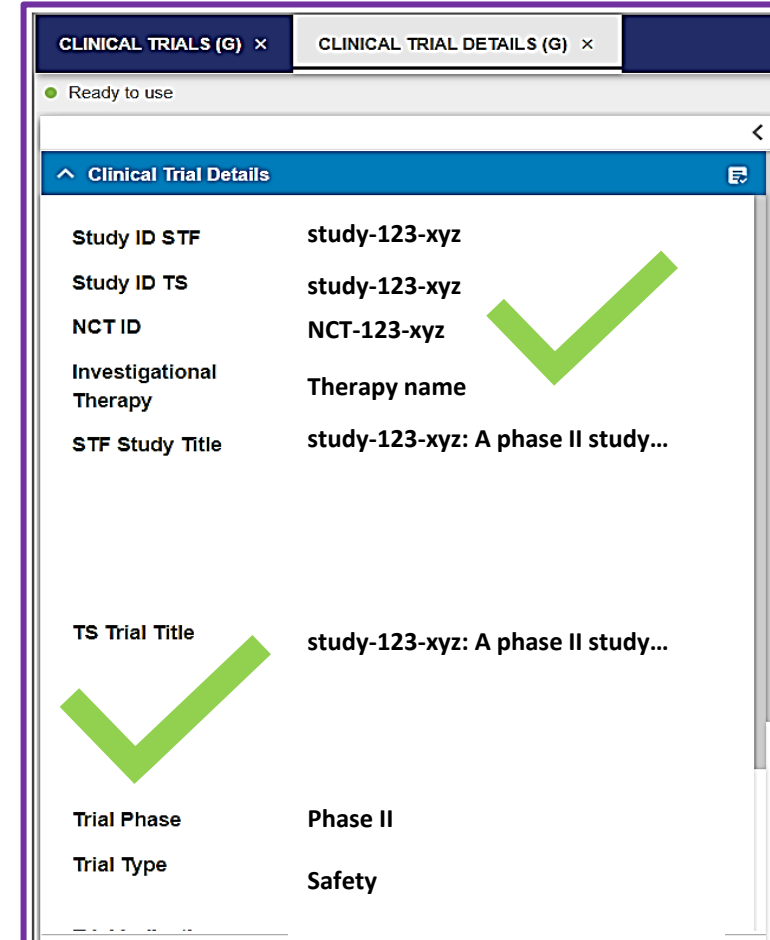 CLINICAL TRIALS (G) × CLINICAL TRIAL DETAILS (G) ×
Ready to use
Clinical Trial Details
Study ID STF study-123-xyz
Study ID TS study-123-xyz
NCT ID NCT-123-xyz
Investigational
Therapy Therapy name
STF Study Title study-123-xyz: A phase II study…
TS Trial Title study-123-xyz: A phase II study…
Trial Phase Phase II
Trial Type Safety